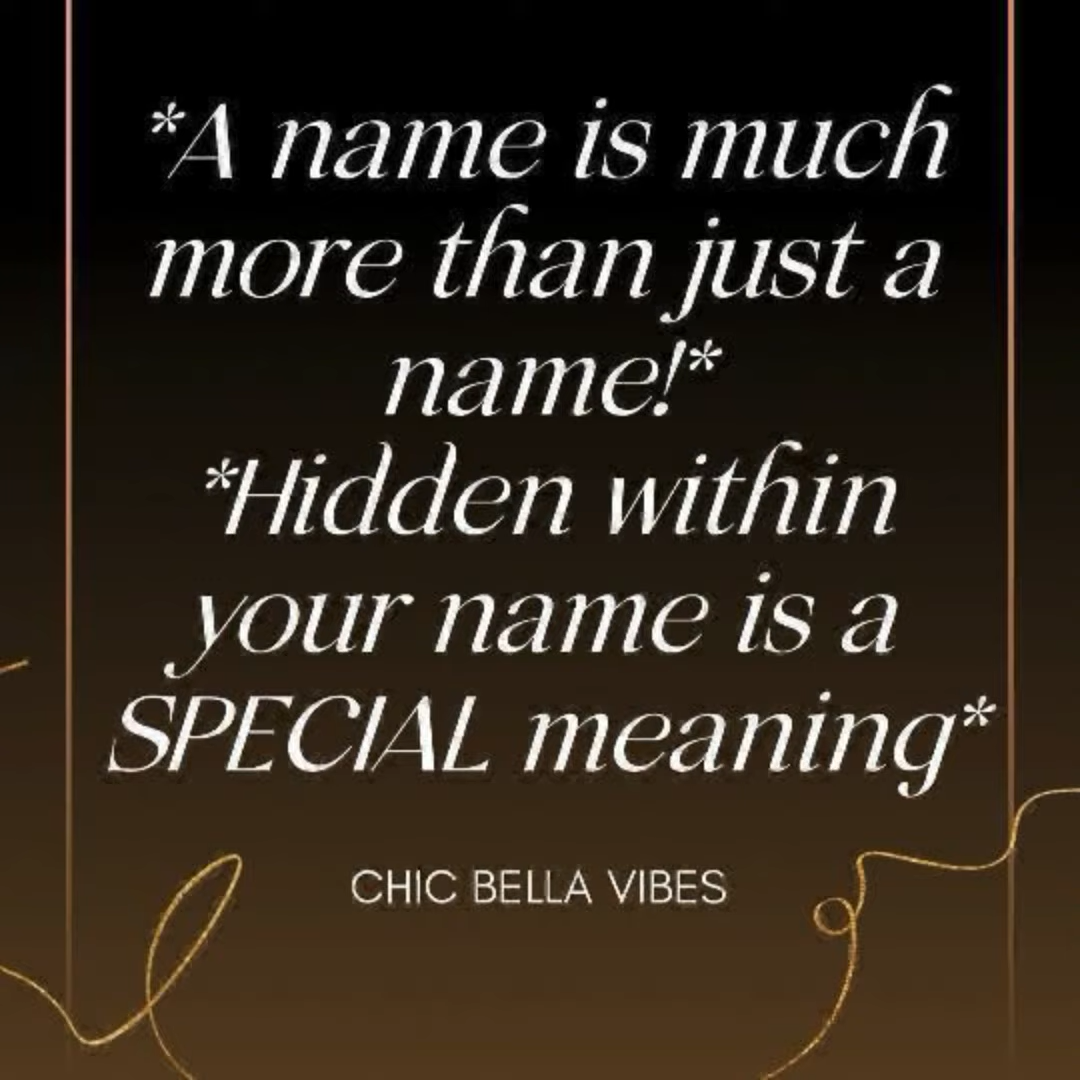 *A name is much
more than just a
name!*
*Hidden within
your name is a
SPECIAL meaning*
CHIC BELLA VIBES